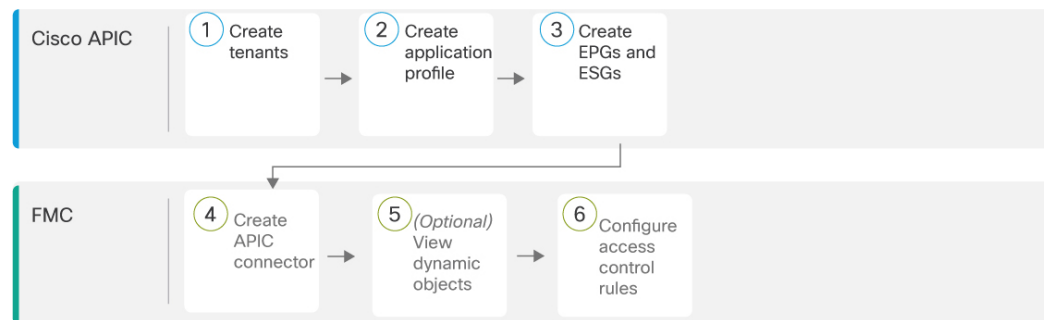 Cisco APIC
1
Create
tenants
2
Create
application
profile
3
Create
EPGs and
ESGs
FMC
4
Create
APIC
connector
5
(Optional)
View
dynamic
objects
6
Configure
access
control
rules